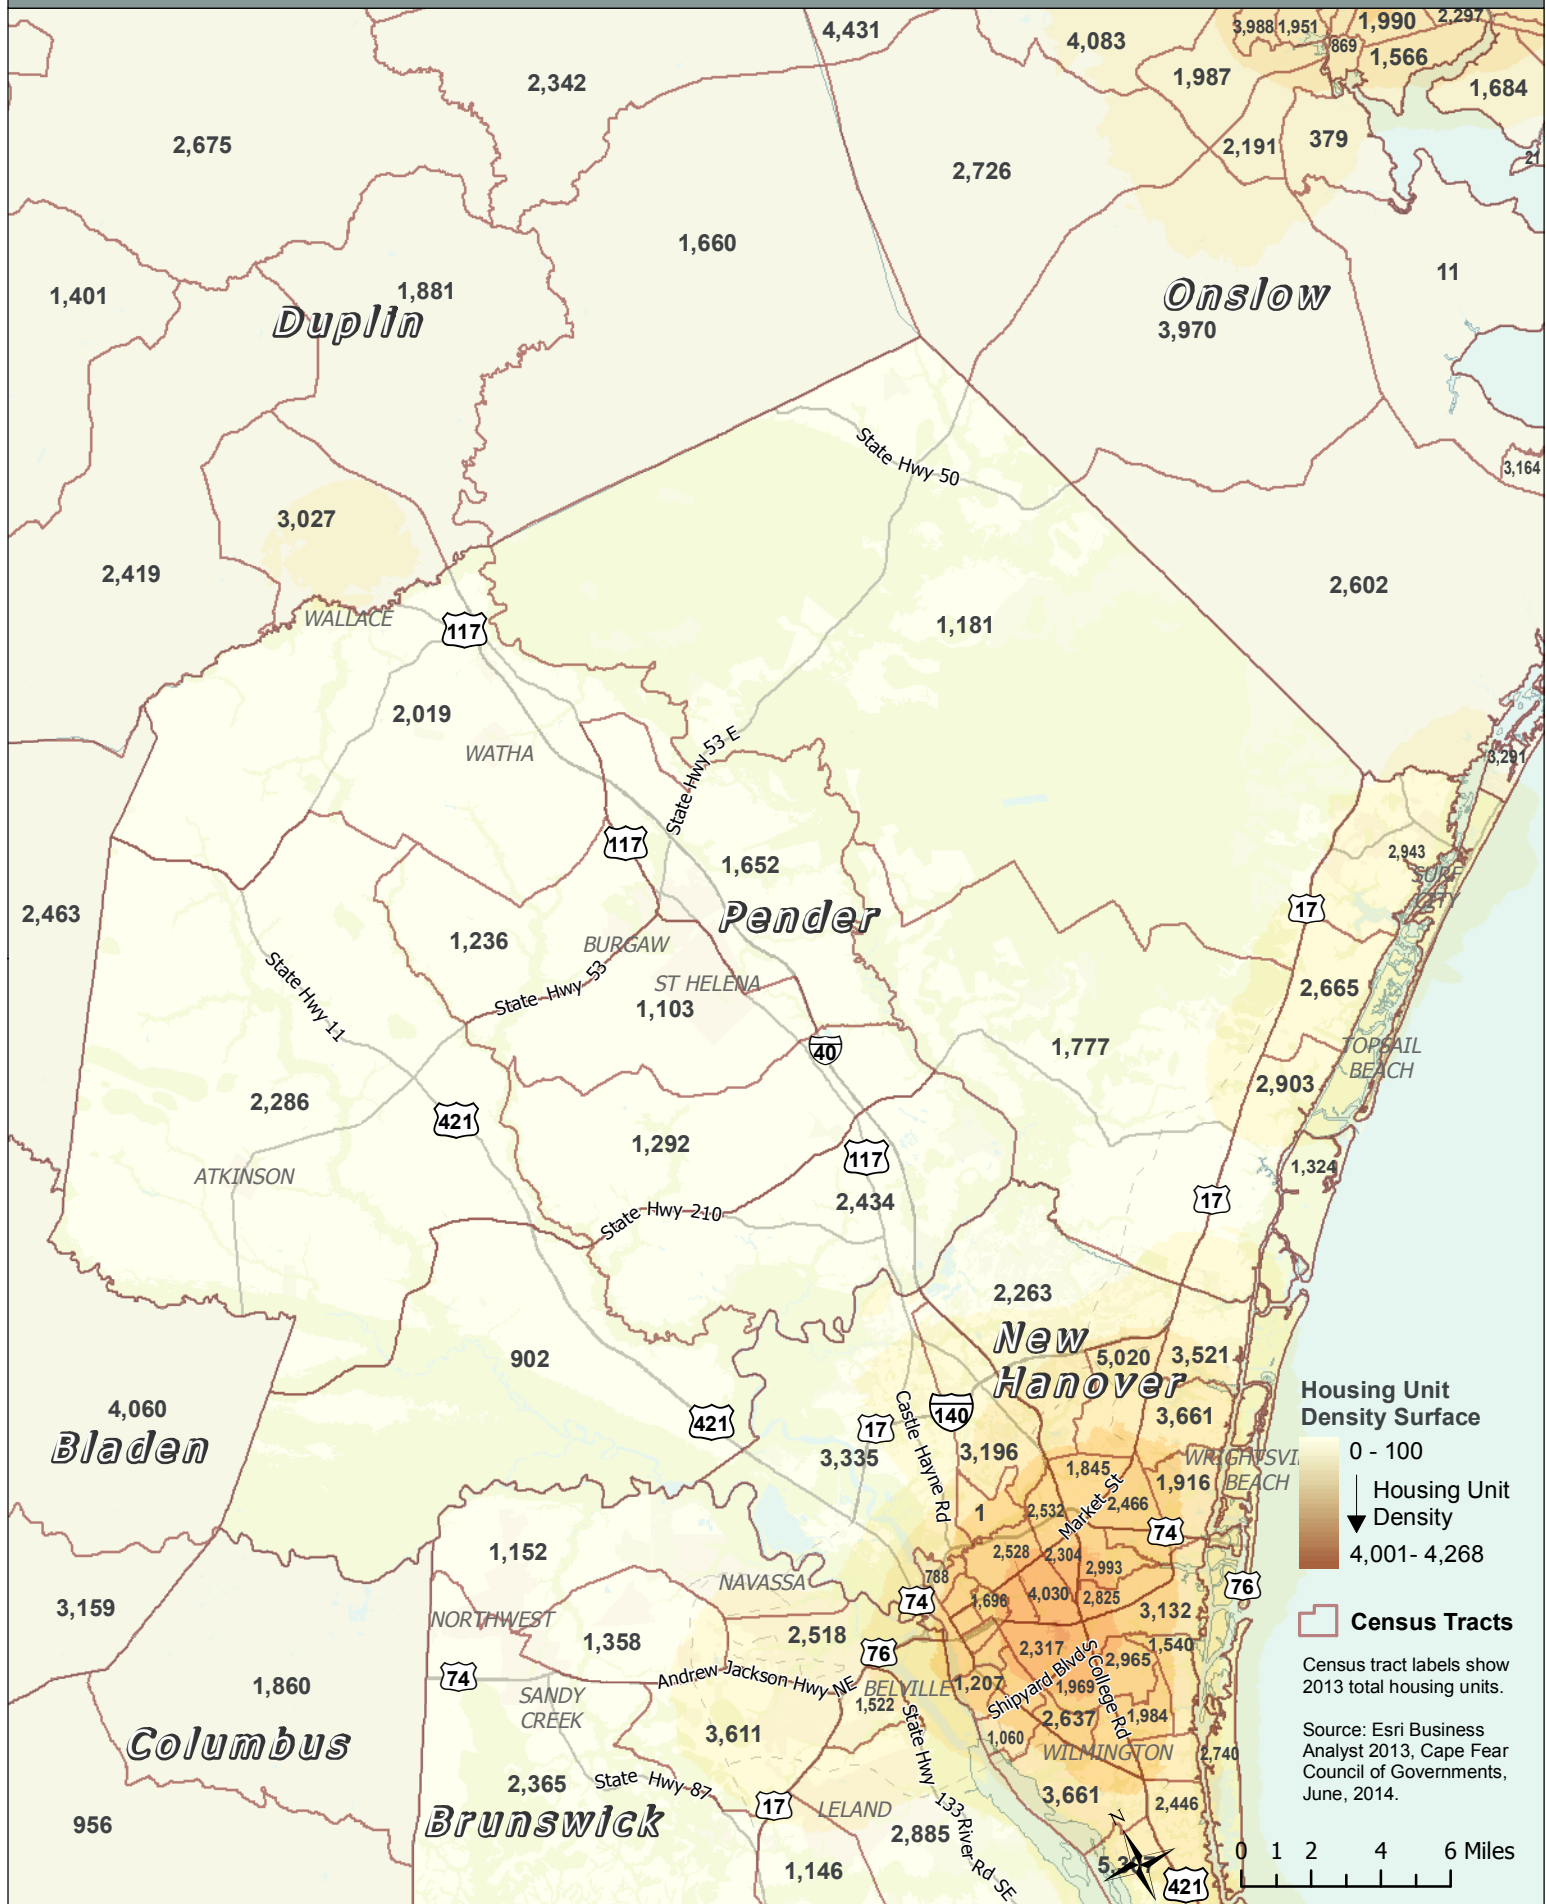 4,431
4,083
3,988
1,951
1,990
2,297
869
1,566
1,987
1,684
2,342
2,675
2,191
379
21
2,726
1,660
1,401
1,881
Duplin
Onslow
11
3,970
State Hwy 50
3,164
3,027
2,419
2,602
WALLACE
117
1,181
2,019
WATHA
State Hwy 53 E
3,291
117
1,652
2,943
SURF
CITY
17
2,463
Pender
1,236
BURGAW
State Hwy 53
State Hwy 11
ST HELENA
1,103
2,665
40
1,777
TOPSAIL
BEACH
2,903
2,286
421
1,292
117
1,324
ATKINSON
2,434
17
State Hwy 210
2,263
New
Hanover
902
5,020
3,521
4,060
Bladen
421
17
Castle Hayne Rd
140
3,661
3,335
3,196
1,845
WRIGHTSVI
BEACH
1,916
1
2,532
Market St
2,466
74
1,152
2,528
2,304
2,993
788
NAVASSA
74
1,696
4,030
2,825
76
3,159
NORTHWEST
1,358
2,518
3,132
76
2,317
1,540
2,965
74
Andrew Jackson Hwy NE
BELVILLE
1,207
Shipyard Blvd
S College Rd
1,969
1,860
SANDY
CREEK
1,522
State Hwy 133 River Rd SE
2,637
1,984
3,611
1,060
WILMINGTON
2,740
Columbus
2,365
State Hwy 87
3,661
2,446
Brunswick
17
LELAND
956
2,885
1,146
N
421
Housing Unit
Density Surface
0 - 100
Housing Unit
Density
4,001- 4,268
Census Tracts
Census tract labels show
2013 total housing units.
Source: Esri Business
Analyst 2013, Cape Fear
Council of Governments,
June, 2014.
0 1 2 4 6 Miles